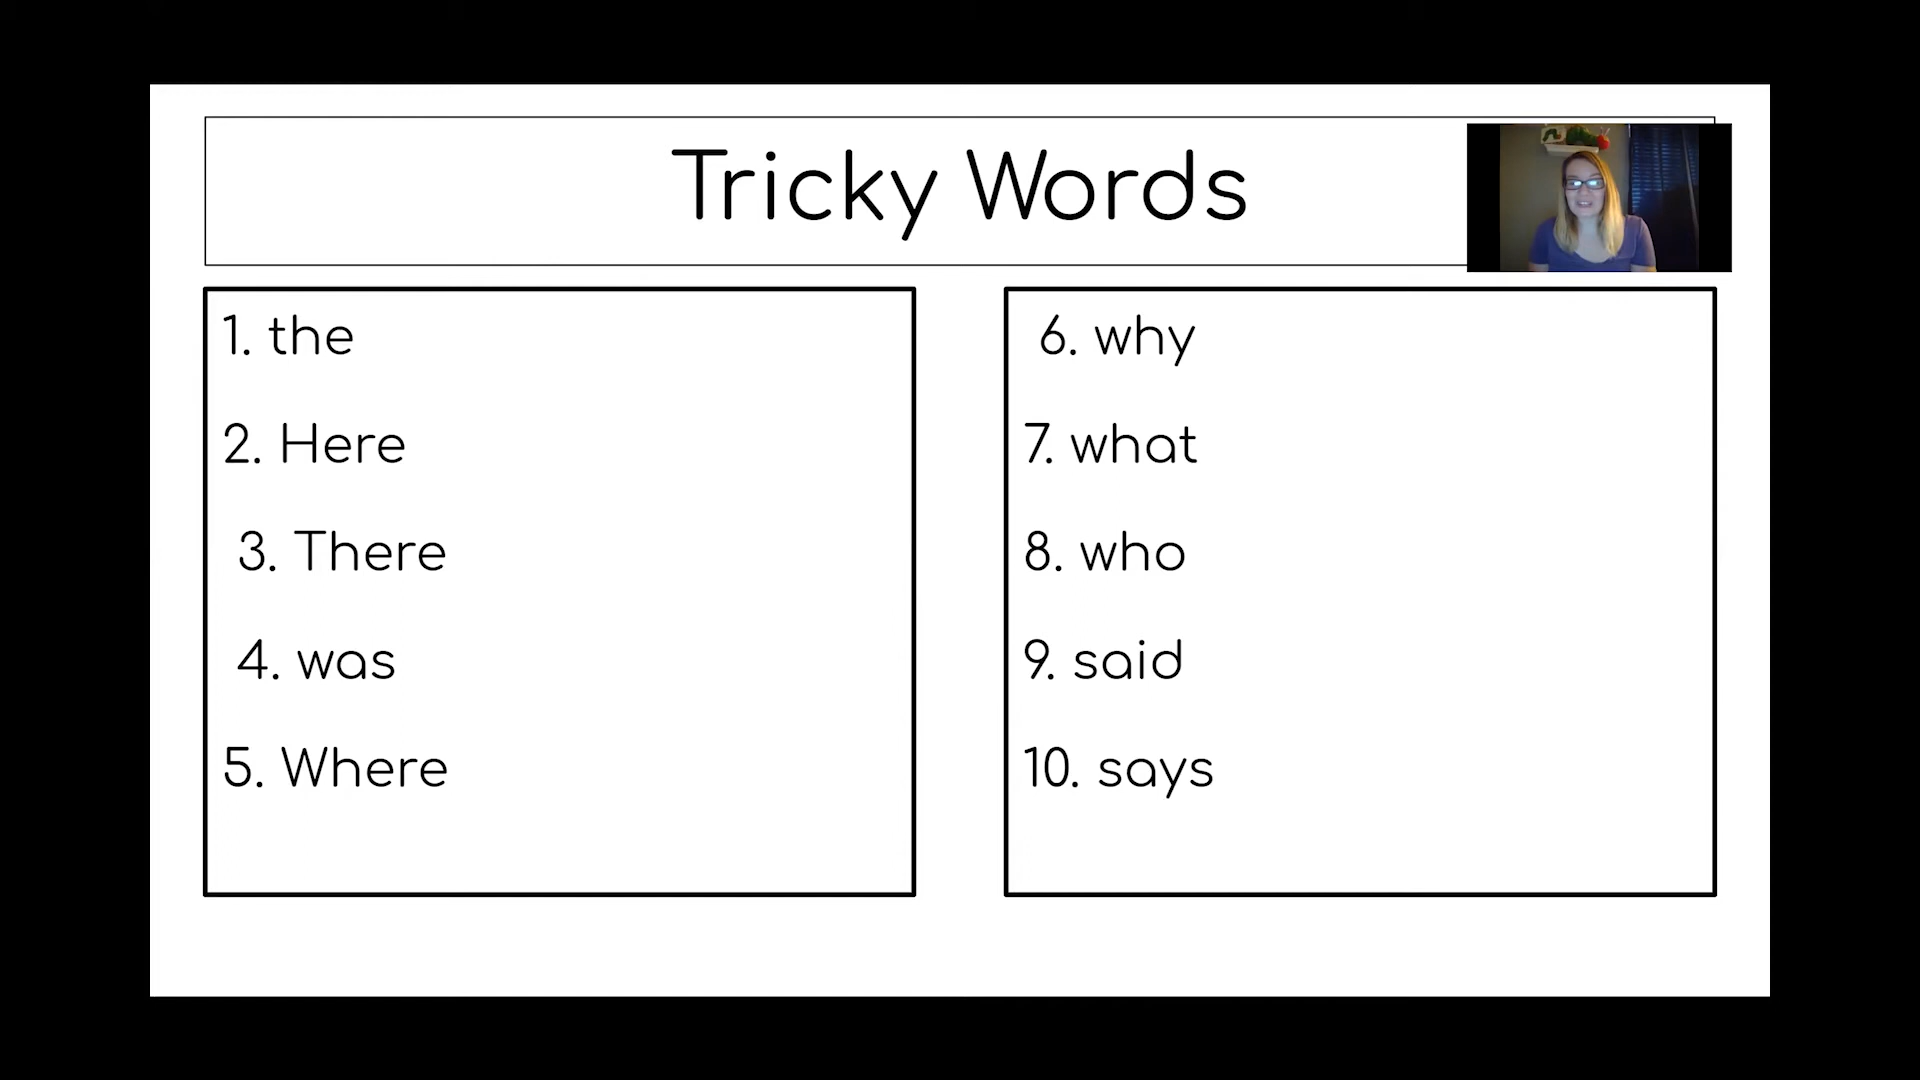 Tricky Words
1. the
2. Here
3. There
4. was
5. Where
6. why
7. what
8. who
9. said
10. says